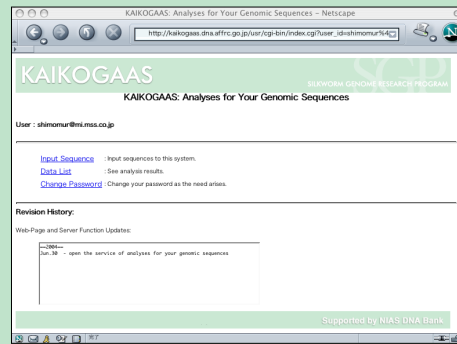 KAIKOGAAS: Analyses for Your Genomic Sequences - Netscape
http://kaikogaas.dna.affrc.go.jp/usr/cgi-bin/index.cgi?user_id=shimomur%4
N
KAIKOGAAS
SGP
SILKWORM GENOME RESEARCH PROGRAM
KAIKOGAAS: Analyses for Your Genomic Sequences
User : shimomur@mi.mss.co.jp
Input Sequence : Input sequences to this system.
Data List : See analysis results.
Change Password : Change your password as the need arises.
Revision History:
Web-Page and Server Function Updates:
==2004==
Jun.30 - open the service of analyses for your genomic sequences
Supported by NIAS DNA Bank
完了